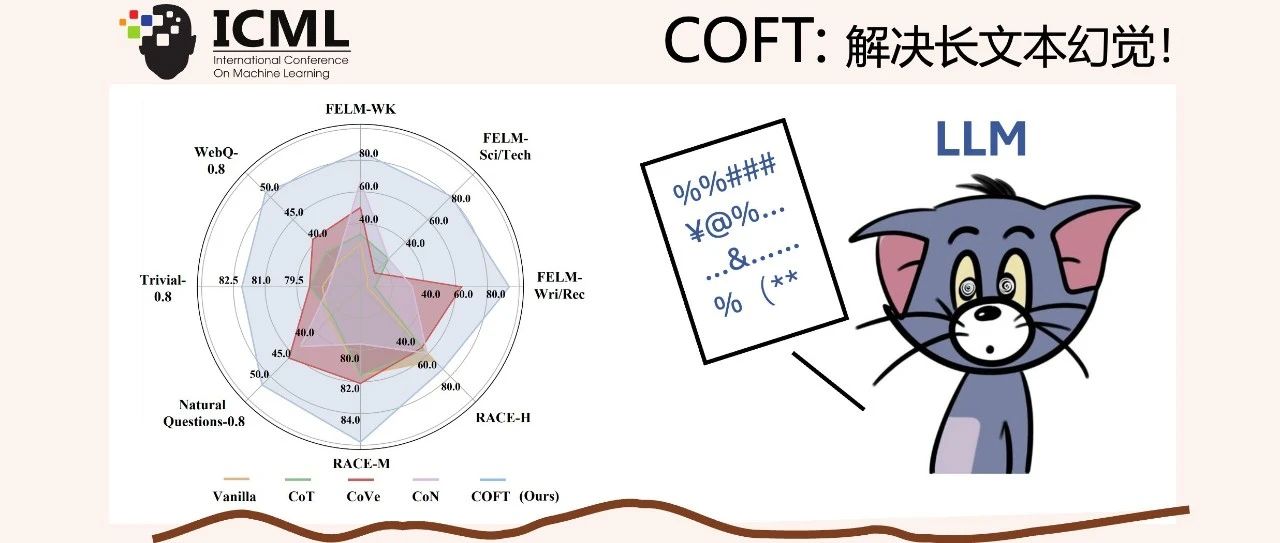 ICML
International Conference
On Machine Learning
COFT: 解决长文本幻觉!
FELM-WK
FELM-
Sci/Tech
WebQ-
0.8
80.0
50.0
60.0
80.0
45.0
40.0
60.0
40.0
40.0
Trivial-
0.8
82.5
81.0
79.5
40.0
60.0
80.0
FELM-
Wri/Rec
40.0
40.0
45.0
80.0
60.0
50.0
82.0
80.0
84.0
Natural
Questions-0.8
RACE-H
RACE-M
Vanilla
CoT
CoVe
CoN
COFT (Ours)
LLM
%%###
¥@%...
...&......
% (**